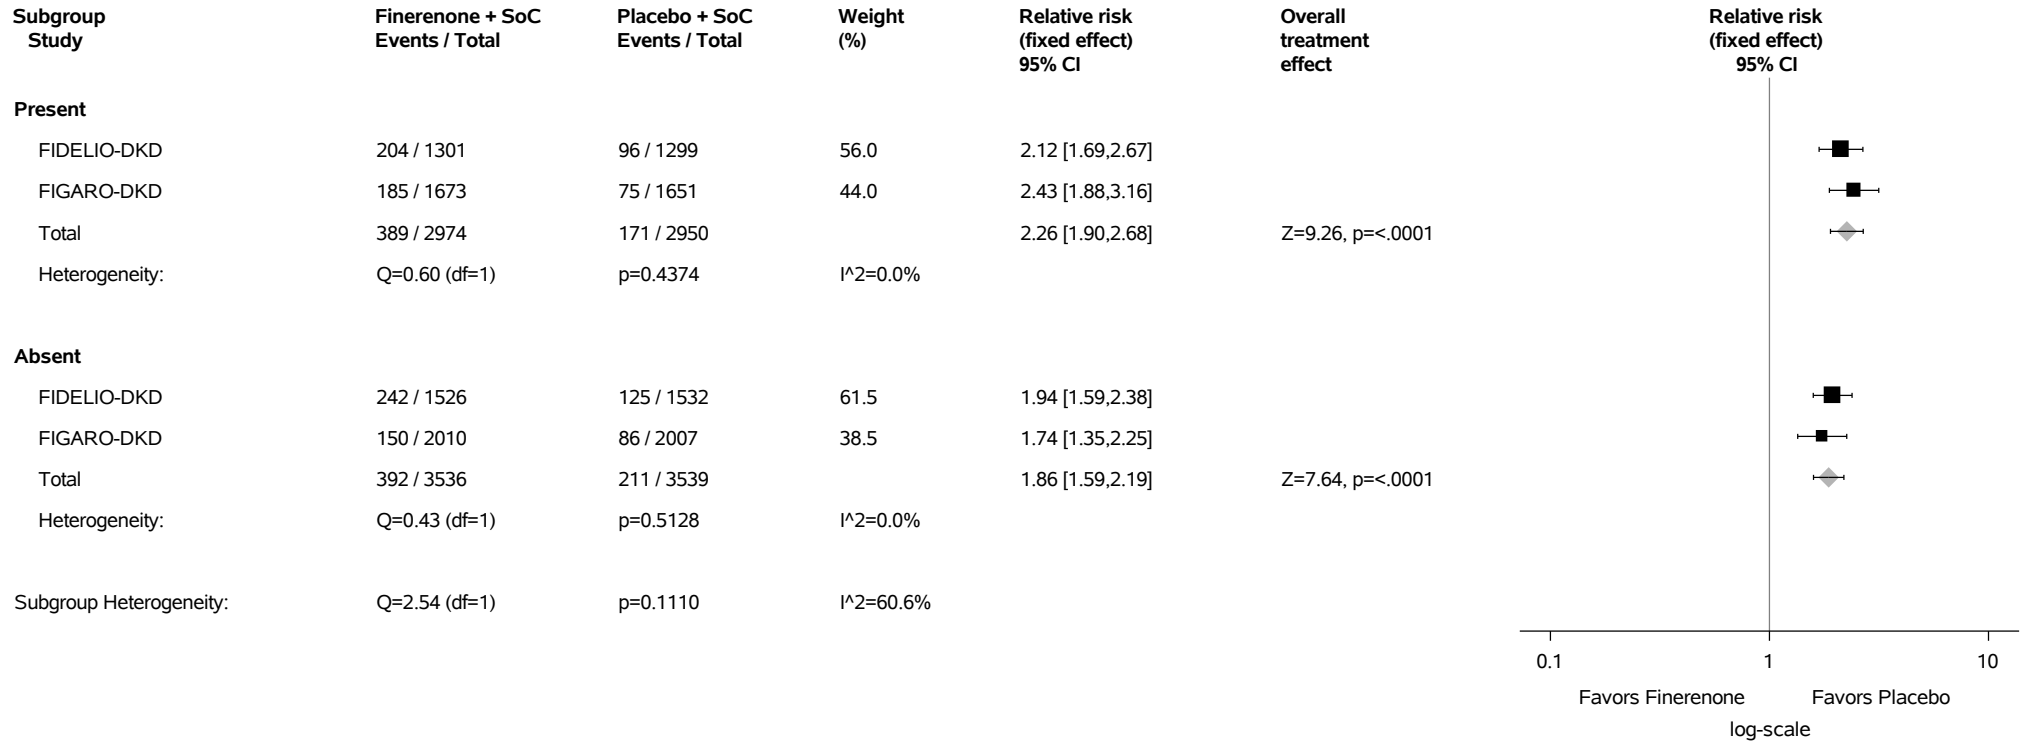 Subgroup Finerenone + SoC Placebo + SoC Weight Relative risk Overall Relative risk
Study Events / Total Events / Total (%) (fixed effect) treatment (fixed effect)
95% CI effect 95% CI
Present
FIDELIO-DKD 204 / 1301 96 / 1299 56.0 2.12 [1.69,2.67]
FIGARO-DKD 185 / 1673 75 / 1651 44.0 2.43 [1.88,3.16]
Total 389 / 2974 171 / 2950 2.26 [1.90,2.68] Z=9.26, p=<.0001
Heterogeneity: Q=0.60 (df=1) p=0.4374 I^2=0.0%
Absent
FIDELIO-DKD 242 / 1526 125 / 1532 61.5 1.94 [1.59,2.38]
FIGARO-DKD 150 / 2010 86 / 2007 38.5 1.74 [1.35,2.25]
Total 392 / 3536 211 / 3539 1.86 [1.59,2.19] Z=7.64, p=<.0001
Heterogeneity: Q=0.43 (df=1) p=0.5128 I^2=0.0%
Subgroup Heterogeneity: Q=2.54 (df=1) p=0.1110 I^2=60.6%
0.1 1 10
Favors Finerenone Favors Placebo
log-scale